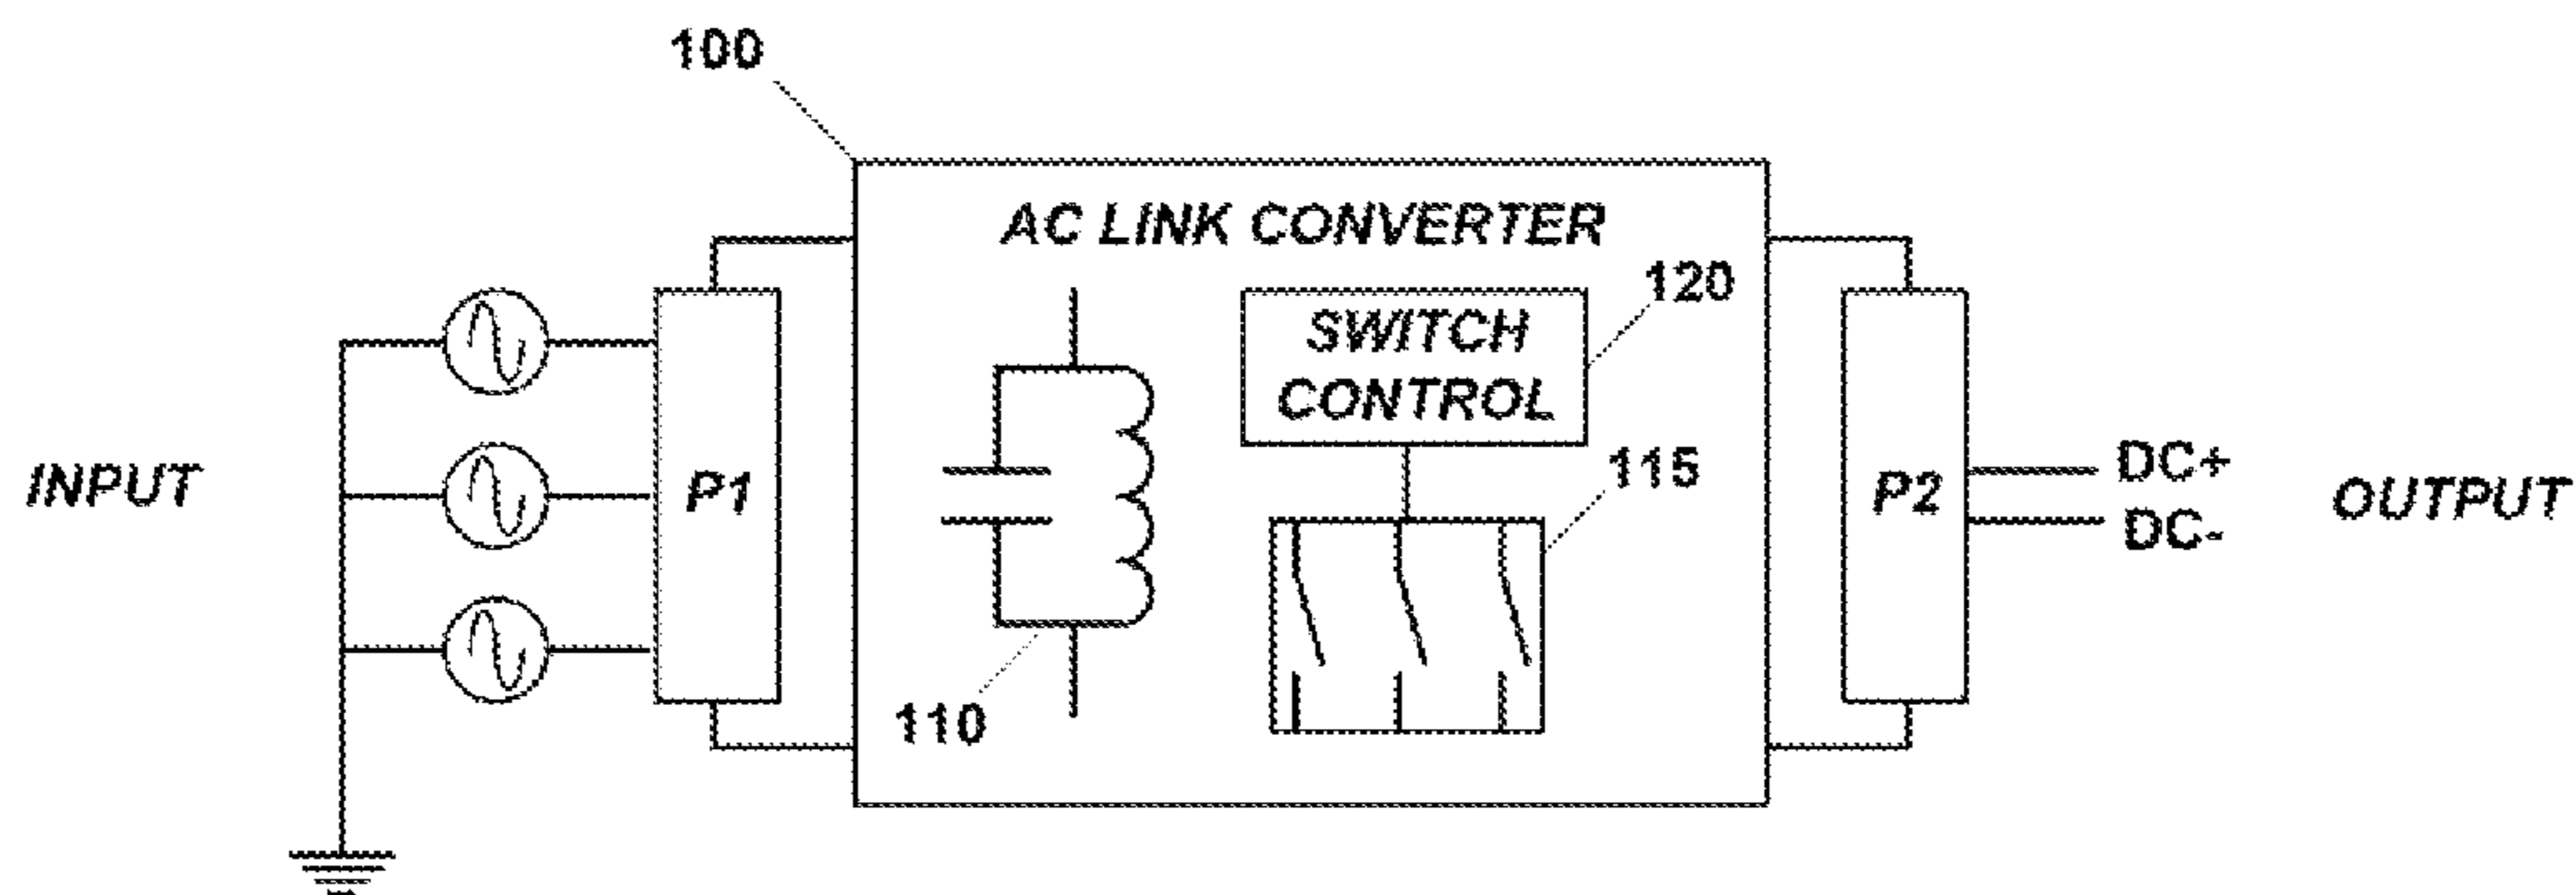 100
AC LINK CONVERTER
120
SWITCH
CONTROL
115
INPUT
P1
P2
DC+
DC-
OUTPUT
110